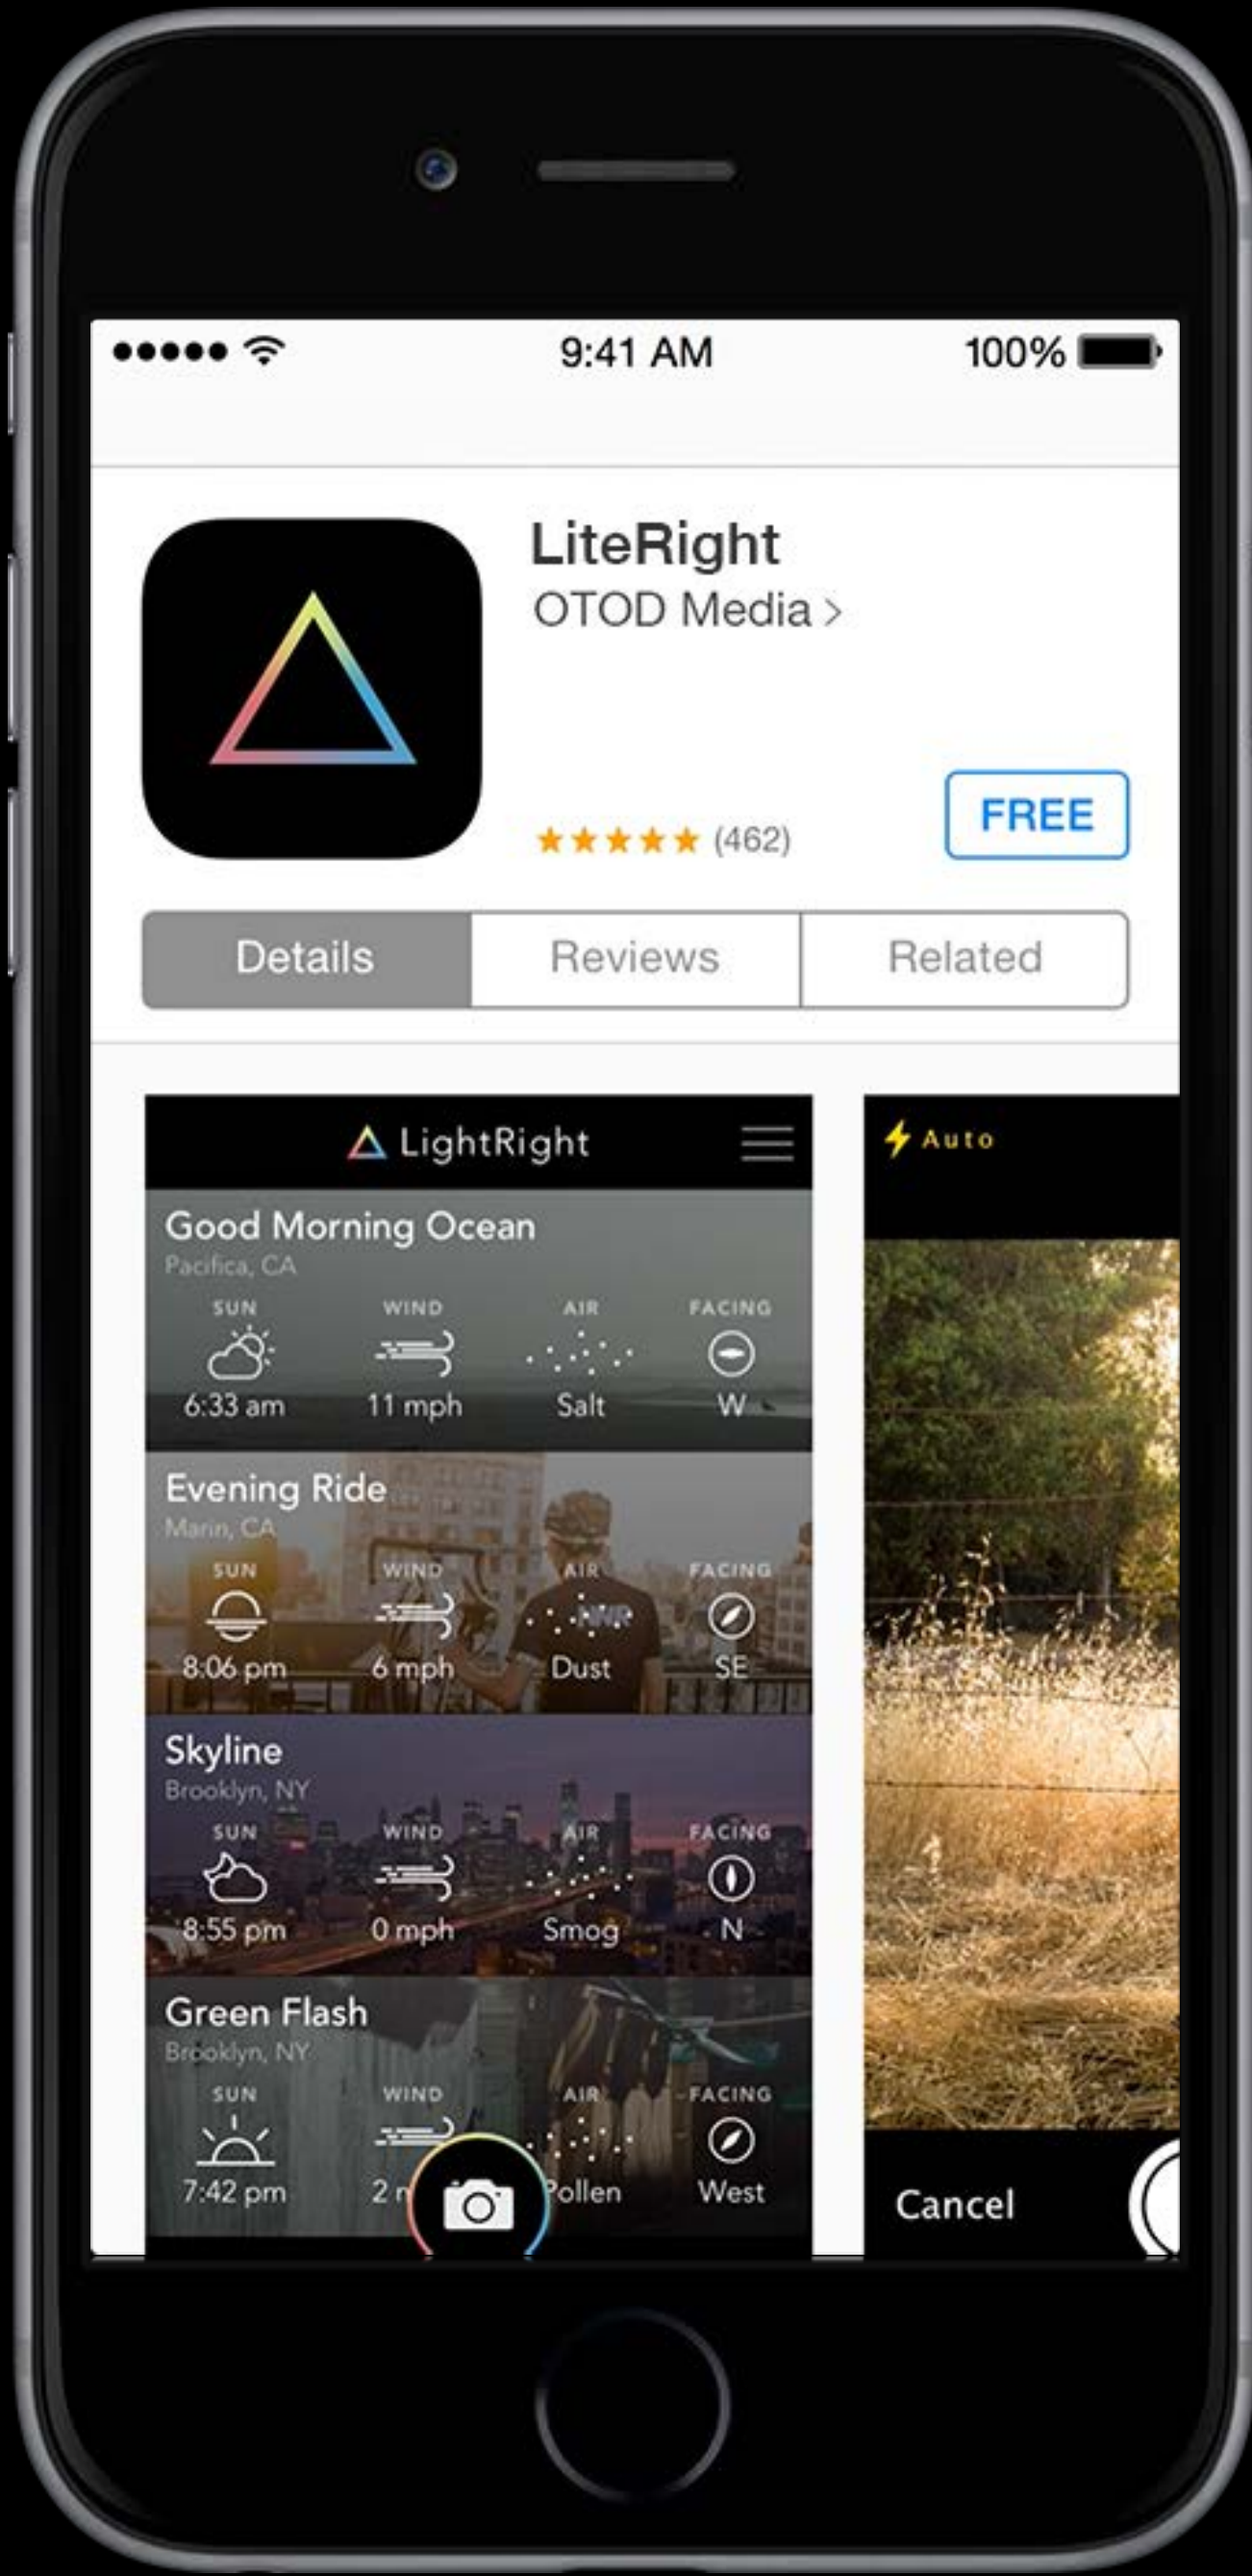 9:41 AM 100%
LiteRight
OTOD Media >
(462)
FREE
Details Reviews Related
LightRight
Good Morning Ocean
Pacifica, CA
SUN WIND AIR FACING
6:33 am 11 mph Salt W
Evening Ride
Marin, CA
SUN WIND AIR FACING
8:06 pm 6 mph Dust SE
Skyline
Brooklyn, NY
SUN WIND AIR FACING
8:55 pm 0 mph Smog N
Green Flash
Brooklyn, NY
SUN WIND AIR FACING
7:42 pm 2 Pollen West
Auto
Cancel